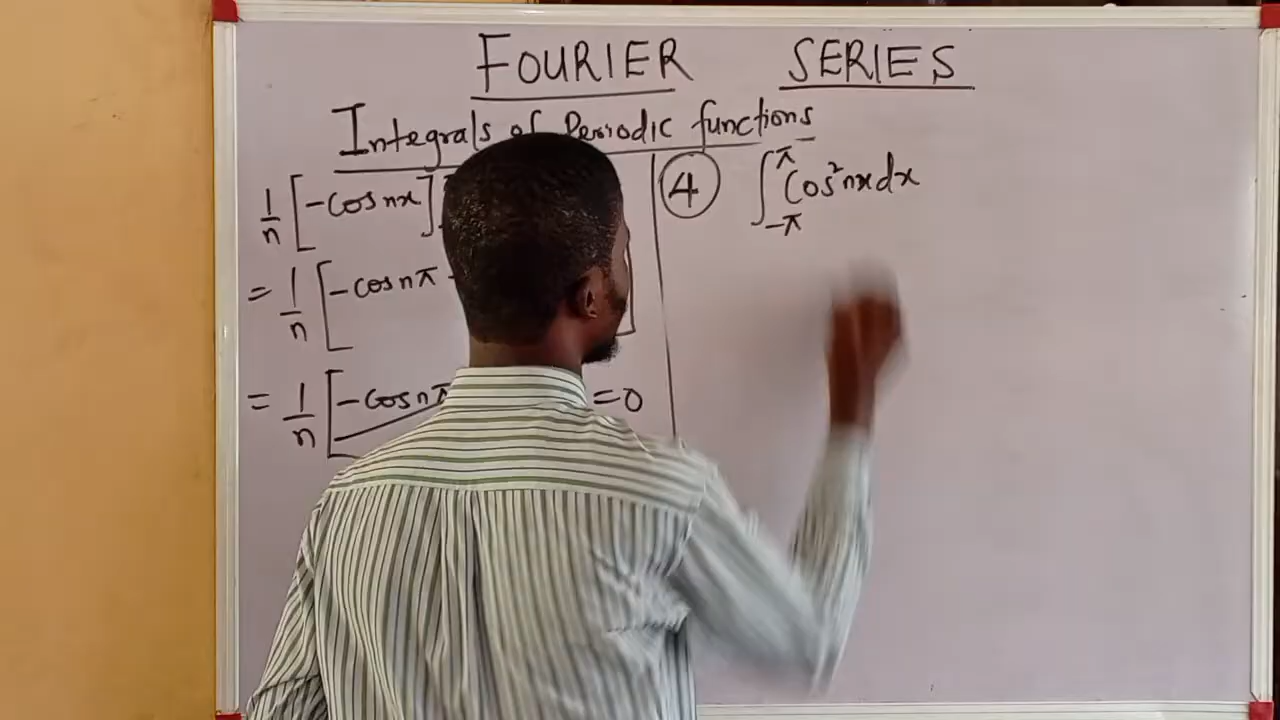 FOURIER SERIES
Integrals of Periodic functions
1/n [-cos nx]
= 1/n [-cos nπ -
= 1/n [-cos nπ =0
④ ∫_{-π}^{π} Cos²nx dx